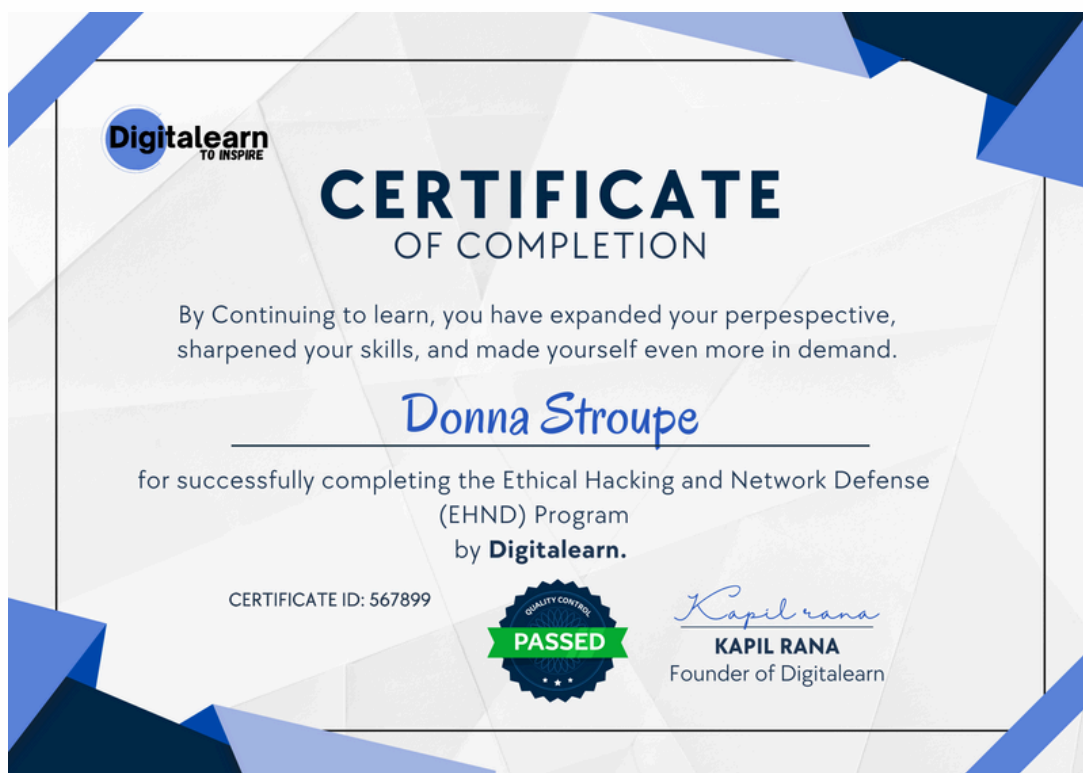 Digitalearn
TO INSPIRE
CERTIFICATE
OF COMPLETION
By Continuing to learn, you have expanded your perpespective,
sharpened your skills, and made yourself even more in demand.
Donna Stroupe
for successfully completing the Ethical Hacking and Network Defense
(EHND) Program
by Digitalearn.
CERTIFICATE ID: 567899
QUALITY CONTROL
PASSED
Kapil rana
KAPIL RANA
Founder of Digitalearn